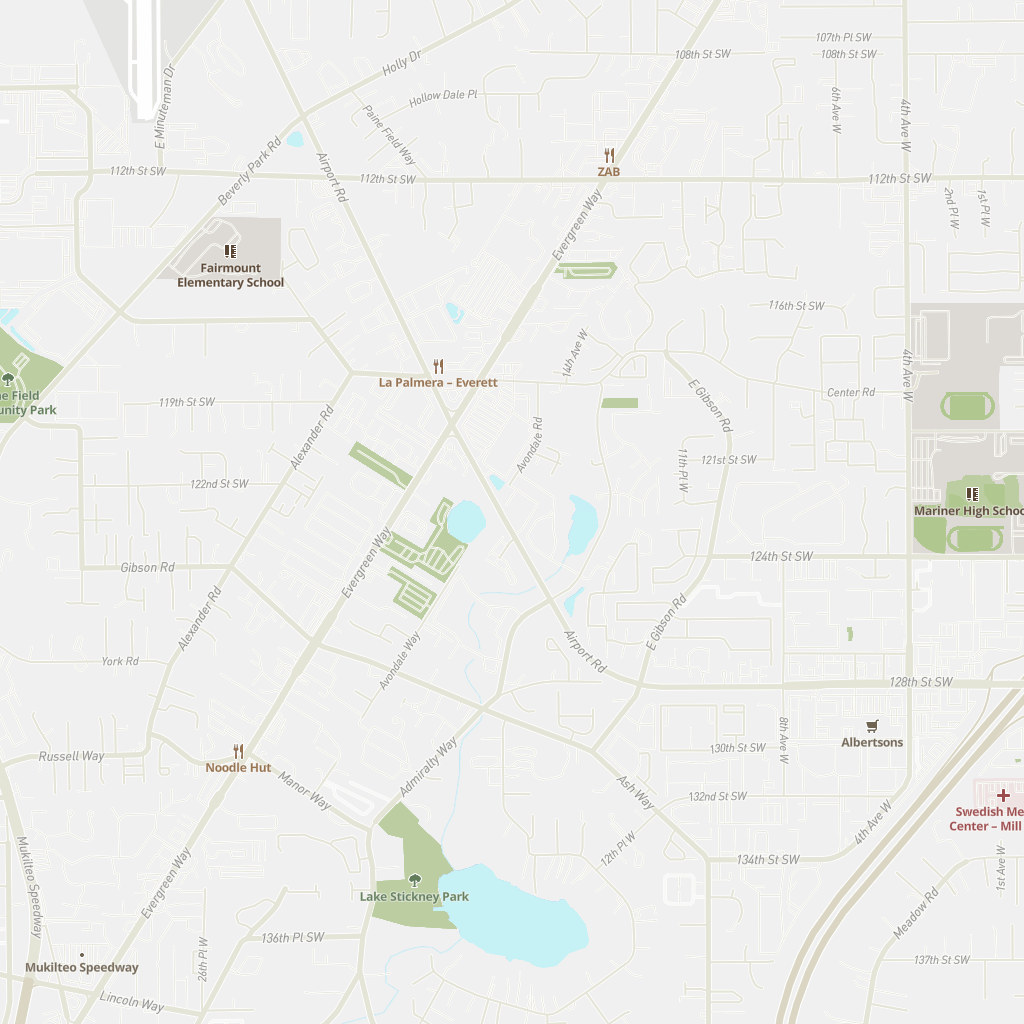 107th Pl SW
108th St SW
108th St SW
Holly Dr
E Minuteman Dr
Hollow Dale Pl
6th Ave W
4th Ave W
Paine Field Way
Beverly Park Rd
Airport Rd
112th St SW
112th St SW
ZAB
112th St SW
2nd Pl W
1st Pl W
Evergreen Way
Fairmount
Elementary School
116th St SW
14th Ave W
4th Ave W
La Palmera – Everett
ne Field
unity Park
119th St SW
Center Rd
E Gibson Rd
Alexander Rd
Avondale Rd
121st St SW
11th Pl W
122nd St SW
Mariner High Schoo
Evergreen Way
124th St SW
Gibson Rd
Alexander Rd
E Gibson Rd
Airport Rd
Avondale Way
York Rd
128th St SW
8th Ave W
Albertsons
130th St SW
Russell Way
Noodle Hut
Admiralty Way
Manor Way
Ash Way
132nd St SW
4th Ave W
Swedish Me
Center – Mill
12th Pl W
134th St SW
1st Ave W
Mukilteo Speedway
Evergreen Way
Lake Stickney Park
Meadow Rd
136th Pl SW
26th Pl W
137th St SW
Mukilteo Speedway
Lincoln Way